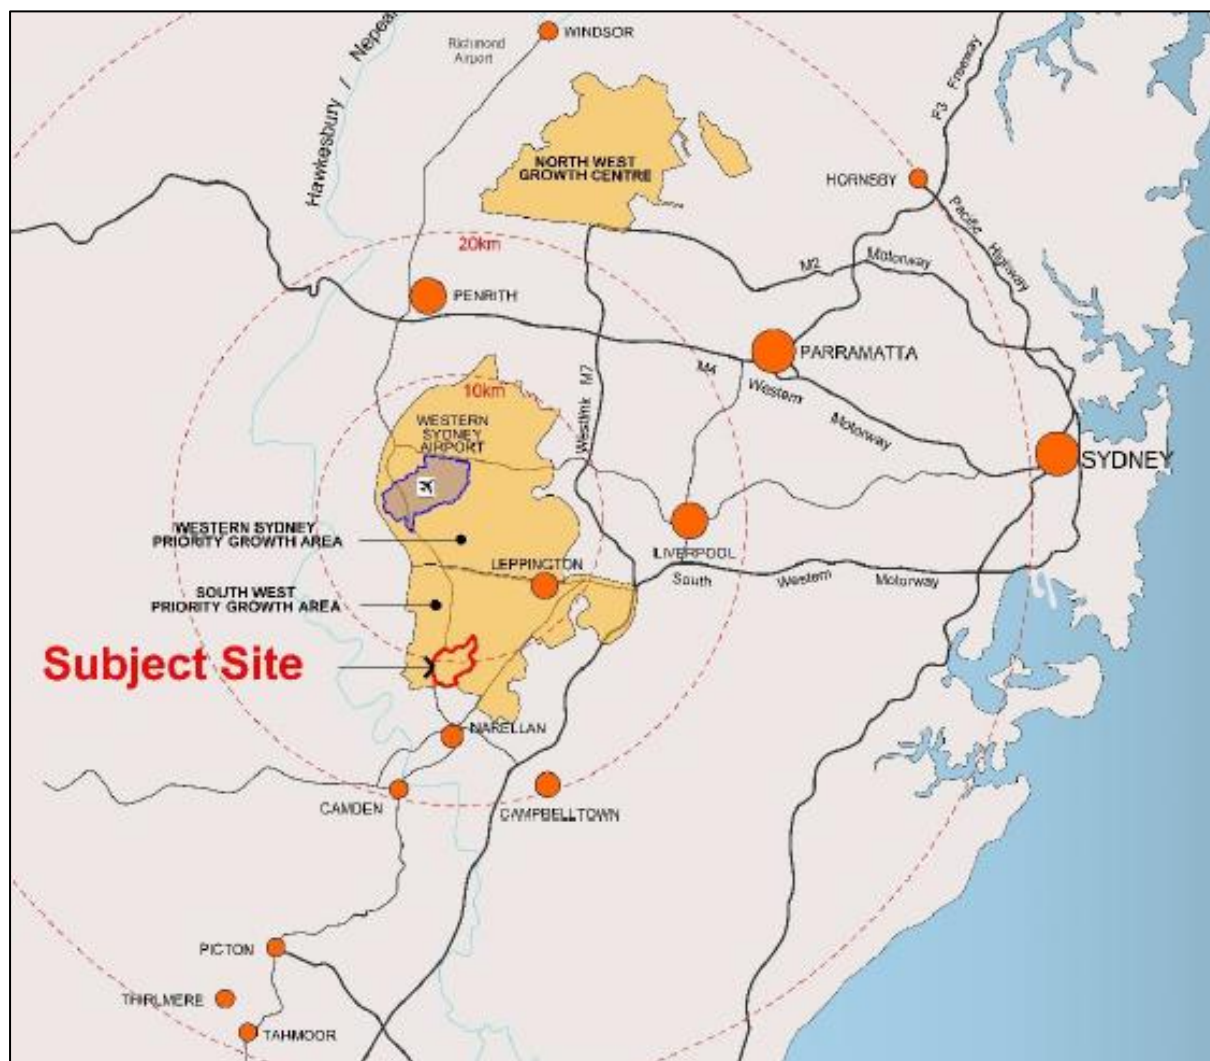 WINDSOR
Richmond
Airport
Hawkesbury / Nepean
F3 Freeway
NORTH WEST
GROWTH CENTRE
HORNSBY
Pacific Highway
20km
M2 Motorway
PENRITH
PARRAMATTA
M4 Western Motorway
10km
Westlink M7
WESTERN
SYDNEY
AIRPORT
SYDNEY
WESTERN SYDNEY
PRIORITY GROWTH AREA
LIVERPOOL
LEPPINGTON
South Western Motorway
SOUTH WEST
PRIORITY GROWTH AREA
Subject Site
NARELLAN
CAMDEN
CAMPBELLTOWN
PICTON
THIRLMERE
TAHMOOR